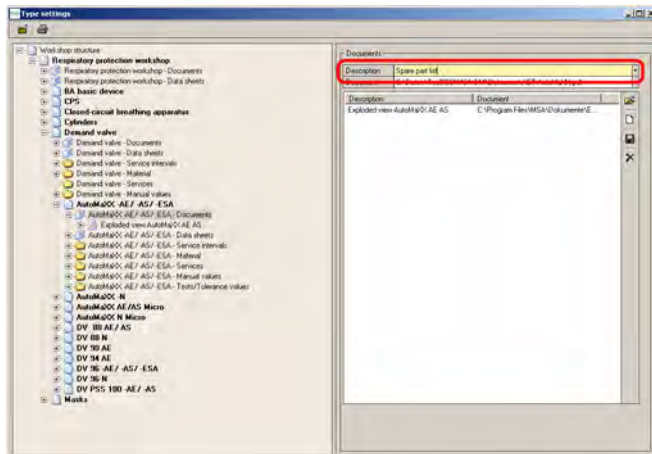 Type settings
Workshop structure
Respiratory protection workshop
Respiratory protection workshop - Documents
Respiratory protection workshop - Data sheets
BA basic device
CPS
Closed-circuit breathing apparatus
Cylinders
Demand valve
Demand valve - Documents
Demand valve - Data sheets
Demand valve - Service intervals
Demand valve - Material
Demand valve - Services
Demand valve - Manual values
AutoMaXX -AE/ -AS/ -ESA
AutoMaXX -AE/ -AS/ -ESA - Documents
Exploded view AutoMaXX AE AS
AutoMaXX -AE/ -AS/ -ESA - Data sheets
AutoMaXX -AE/ -AS/ -ESA - Service intervals
AutoMaXX -AE/ -AS/ -ESA - Material
AutoMaXX -AE/ -AS/ -ESA - Services
AutoMaXX -AE/ -AS/ -ESA - Manual values
AutoMaXX -AE/ -AS/ -ESA - Tests/Tolerance values
AutoMaXX -N
AutoMaXX AE/AS Micro
AutoMaXX N Micro
DV 88 AE/ AS
DV 88 N
DV 90 AE
DV 94 AE
DV 96 -AE/ -AS/ -ESA
DV 96-N
DV PSS 100 -AE/ -AS
Masks
Documents
Description Spare part list
Description Document
Exploded view AutoMaXX AE AS C:\Program Files\MSA\Dokumente\E...